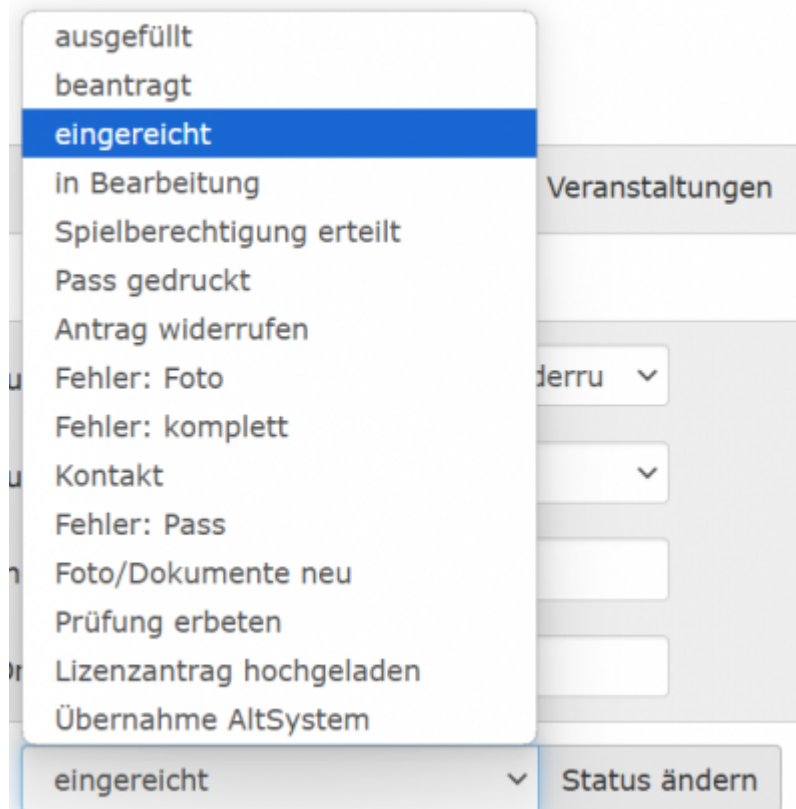 ausgefüllt
beantragt
eingereicht
in Bearbeitung
Veranstaltungen
Spielberechtigung erteilt
Pass gedruckt
Antrag widerrufen
Fehler: Foto
Fehler: komplett
Kontakt
Fehler: Pass
Foto/Dokumente neu
Prüfung erbeten
Lizenzantrag hochgeladen
Übernahme AltSystem
eingereicht
Status ändern